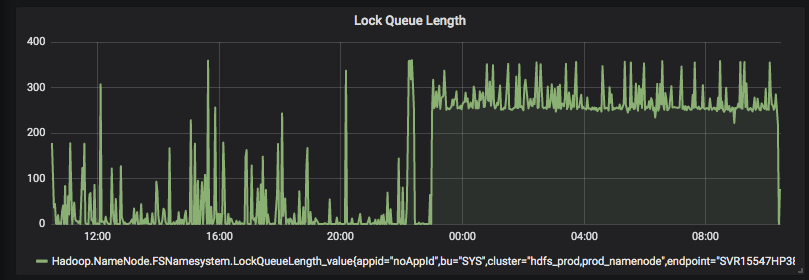 Lock Queue Length
400
300
200
100
0
12:00 16:00 20:00 00:00 04:00 08:00
Hadoop.NameNode.FSNamesystem.LockQueueLength_value{appid="noAppId",bu="SYS",cluster="hdfs_prod,prod_namenode",endpoint="SVR15547HP38